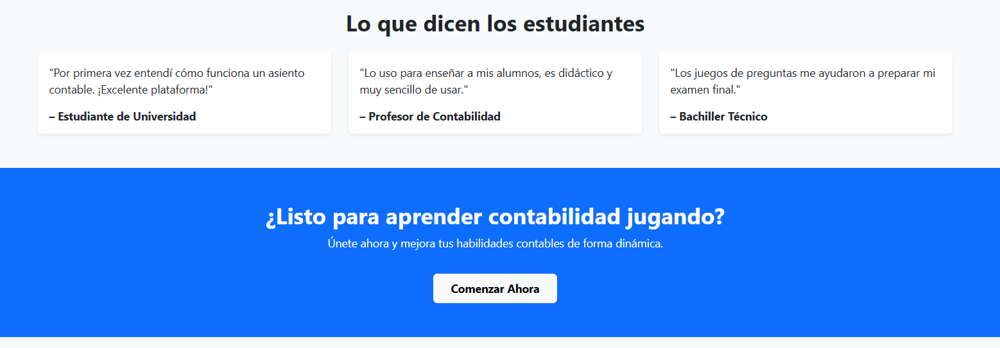 Lo que dicen los estudiantes
"Por primera vez entendí cómo funciona un asiento
contable. ¡Excelente plataforma!"
– Estudiante de Universidad
"Lo uso para enseñar a mis alumnos, es didáctico y
muy sencillo de usar."
– Profesor de Contabilidad
"Los juegos de preguntas me ayudaron a preparar mi
examen final."
– Bachiller Técnico
¿Listo para aprender contabilidad jugando?
Únete ahora y mejora tus habilidades contables de forma dinámica.
Comenzar Ahora